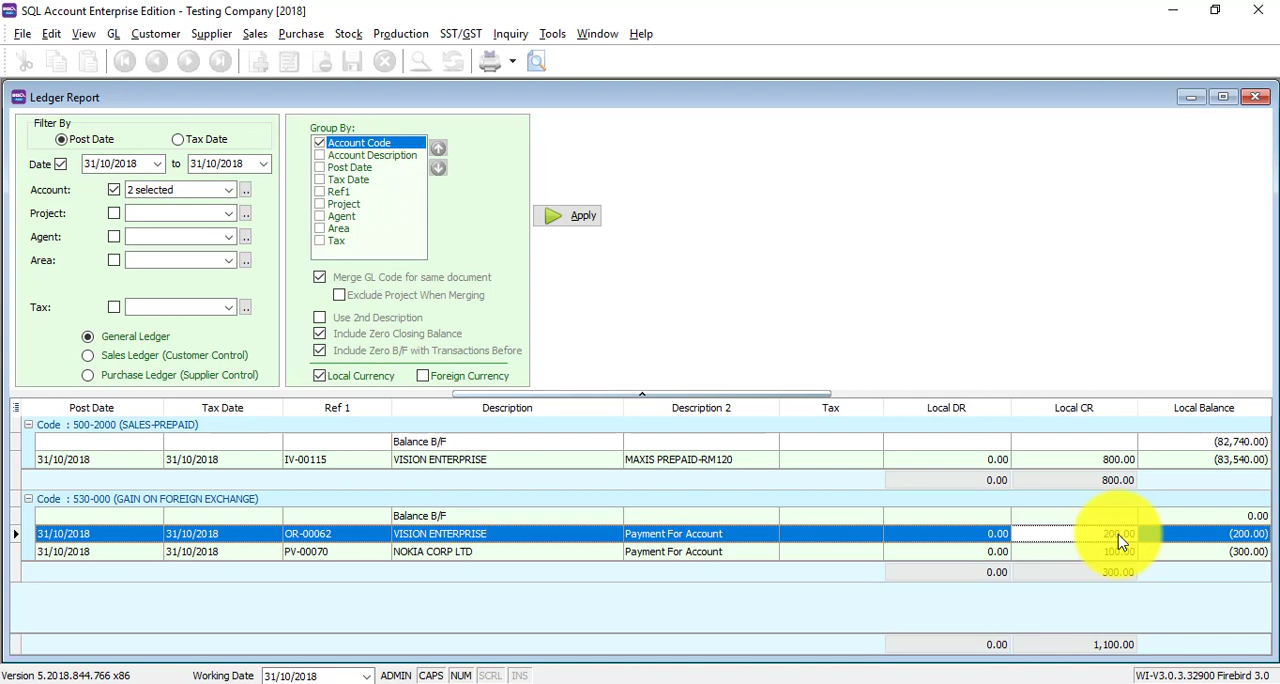 SQL Account Enterprise Edition - Testing Company [2018]
File Edit View GL Customer Supplier Sales Purchase Stock Production SST/GST Inquiry Tools Window Help
Ledger Report
Filter By
Post Date Tax Date
Date 31/10/2018 to 31/10/2018
Account: 2 selected ..
Project: ..
Agent: ..
Area: ..
Tax: ..
General Ledger
Sales Ledger (Customer Control)
Purchase Ledger (Supplier Control)
Group By:
Account Code
Account Description
Post Date
Tax Date
Ref1
Project
Agent
Area
Tax
Merge GL Code for same document
Exclude Project When Merging
Use 2nd Description
Include Zero Closing Balance
Include Zero B/F with Transactions Before
Local Currency Foreign Currency
Apply
Post Date Tax Date Ref 1 Description Description 2 Tax Local DR Local CR Local Balance
Code : 500-2000 (SALES-PREPAID)
Balance B/F (82,740.00)
31/10/2018 31/10/2018 IV-00115 VISION ENTERPRISE MAXIS PREPAID-RM120 0.00 800.00 (83,540.00)
0.00 800.00
Code : 530-000 (GAIN ON FOREIGN EXCHANGE)
Balance B/F 0.00
31/10/2018 31/10/2018 OR-00062 VISION ENTERPRISE Payment For Account 0.00 200.00 (200.00)
31/10/2018 31/10/2018 PV-00070 NOKIA CORP LTD Payment For Account 0.00 100.00 (300.00)
0.00 300.00
0.00 1,100.00
Version 5.2018.844.766 x86 Working Date 31/10/2018 ADMIN CAPS NUM SCRL INS WI-V3.0.3.32900 Firebird 3.0